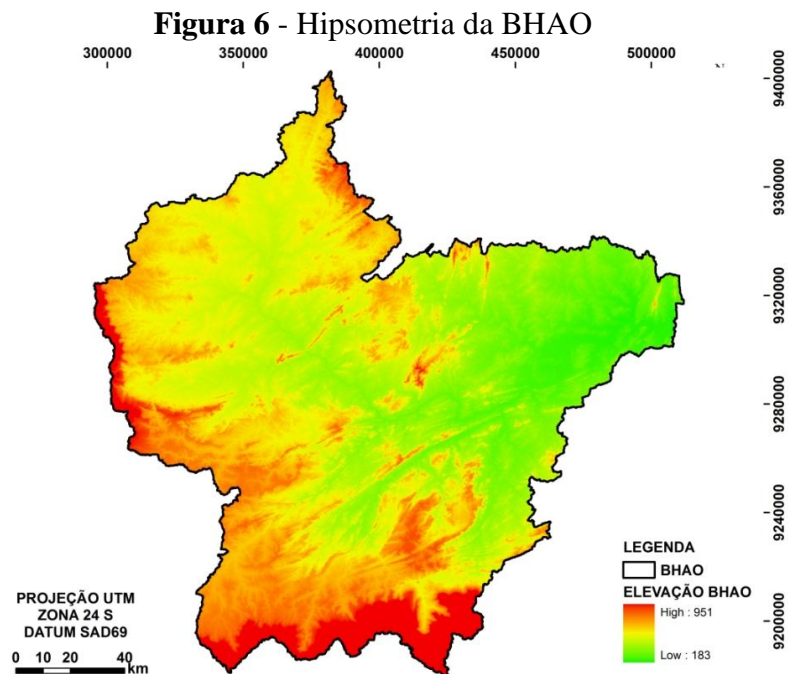 Figura 6 - Hipsometria da BHAO
300000 350000 400000 450000 500000
9400000
9360000
9320000
9280000
9240000
9200000
LEGENDA
BHAO
ELEVAÇÃO BHAO
High : 951
Low : 183
PROJEÇÃO UTM
ZONA 24 S
DATUM SAD69
0 10 20 40
km